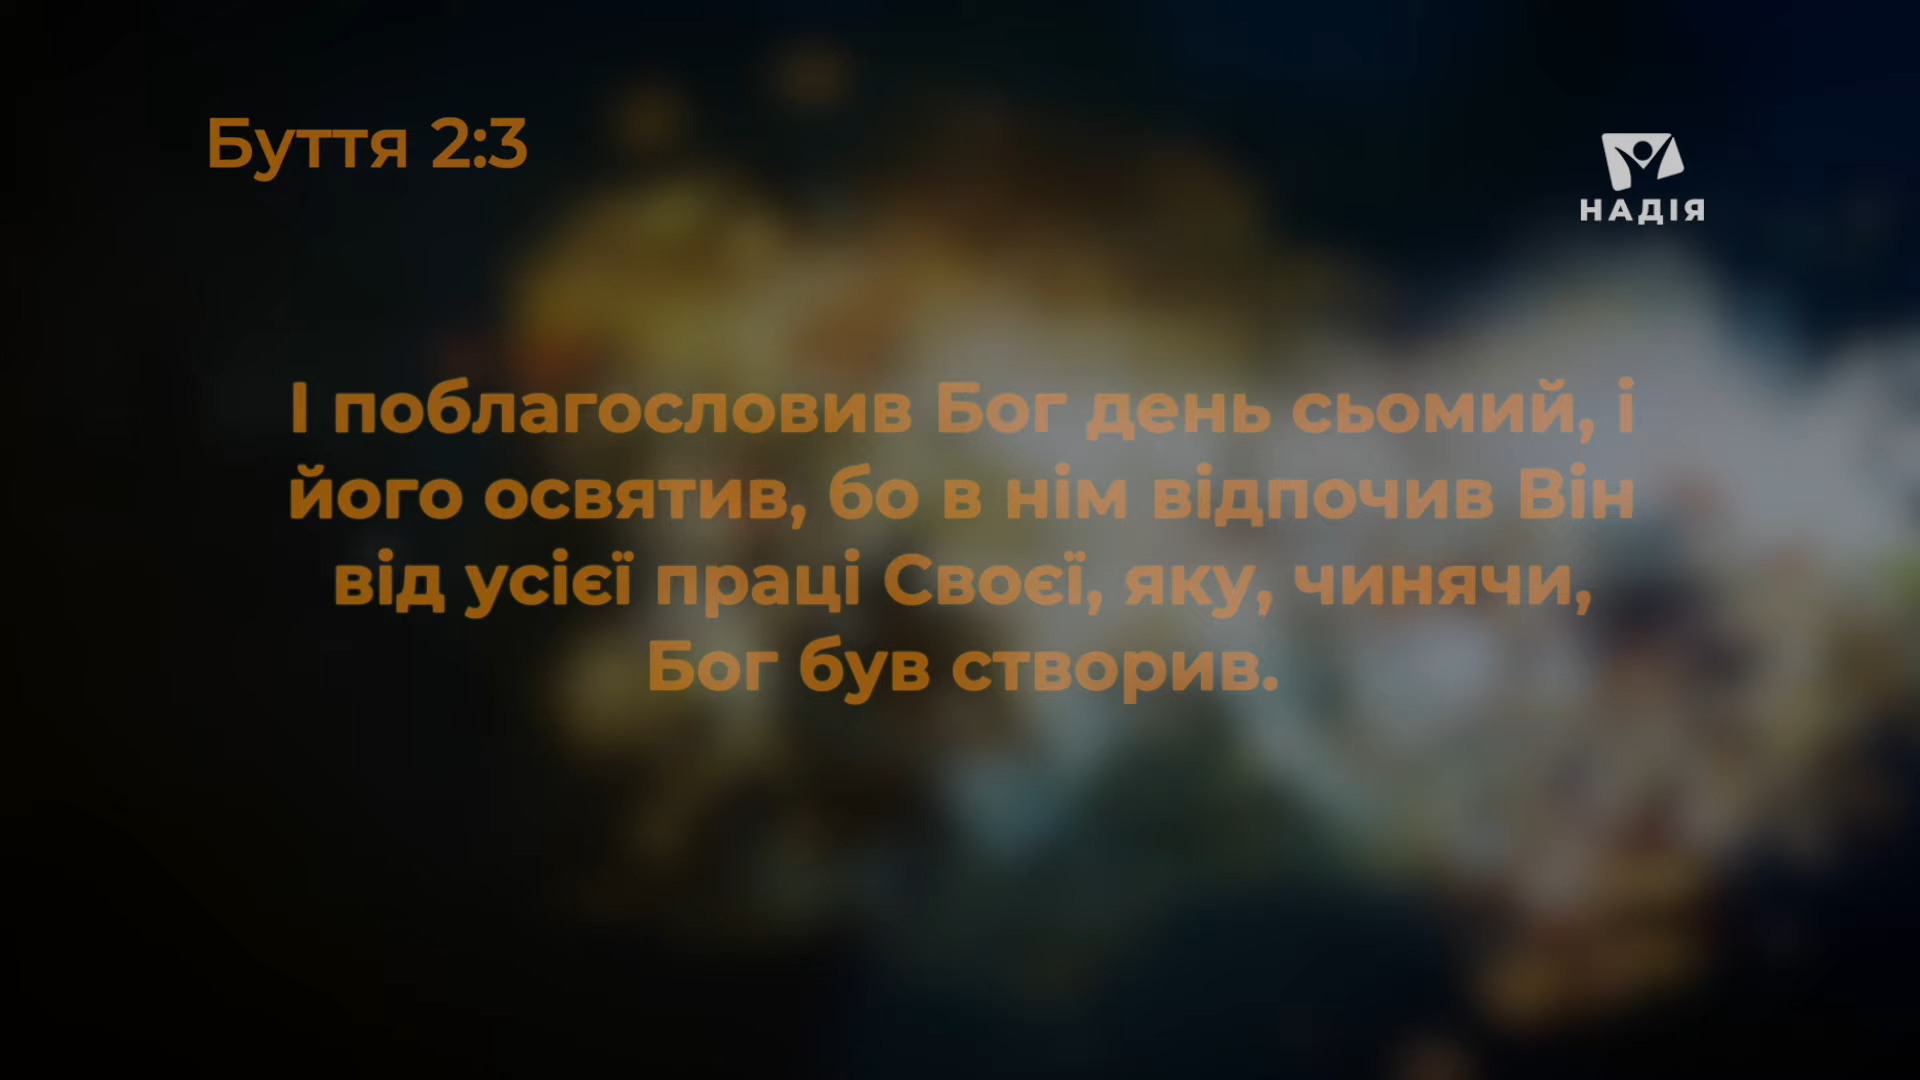 Буття 2:3
НАДІЯ
І поблагословив Бог день сьомий, і
його освятив, бо в нім відпочив Він
від усієї праці Своєї, яку, чинячи,
Бог був створив.